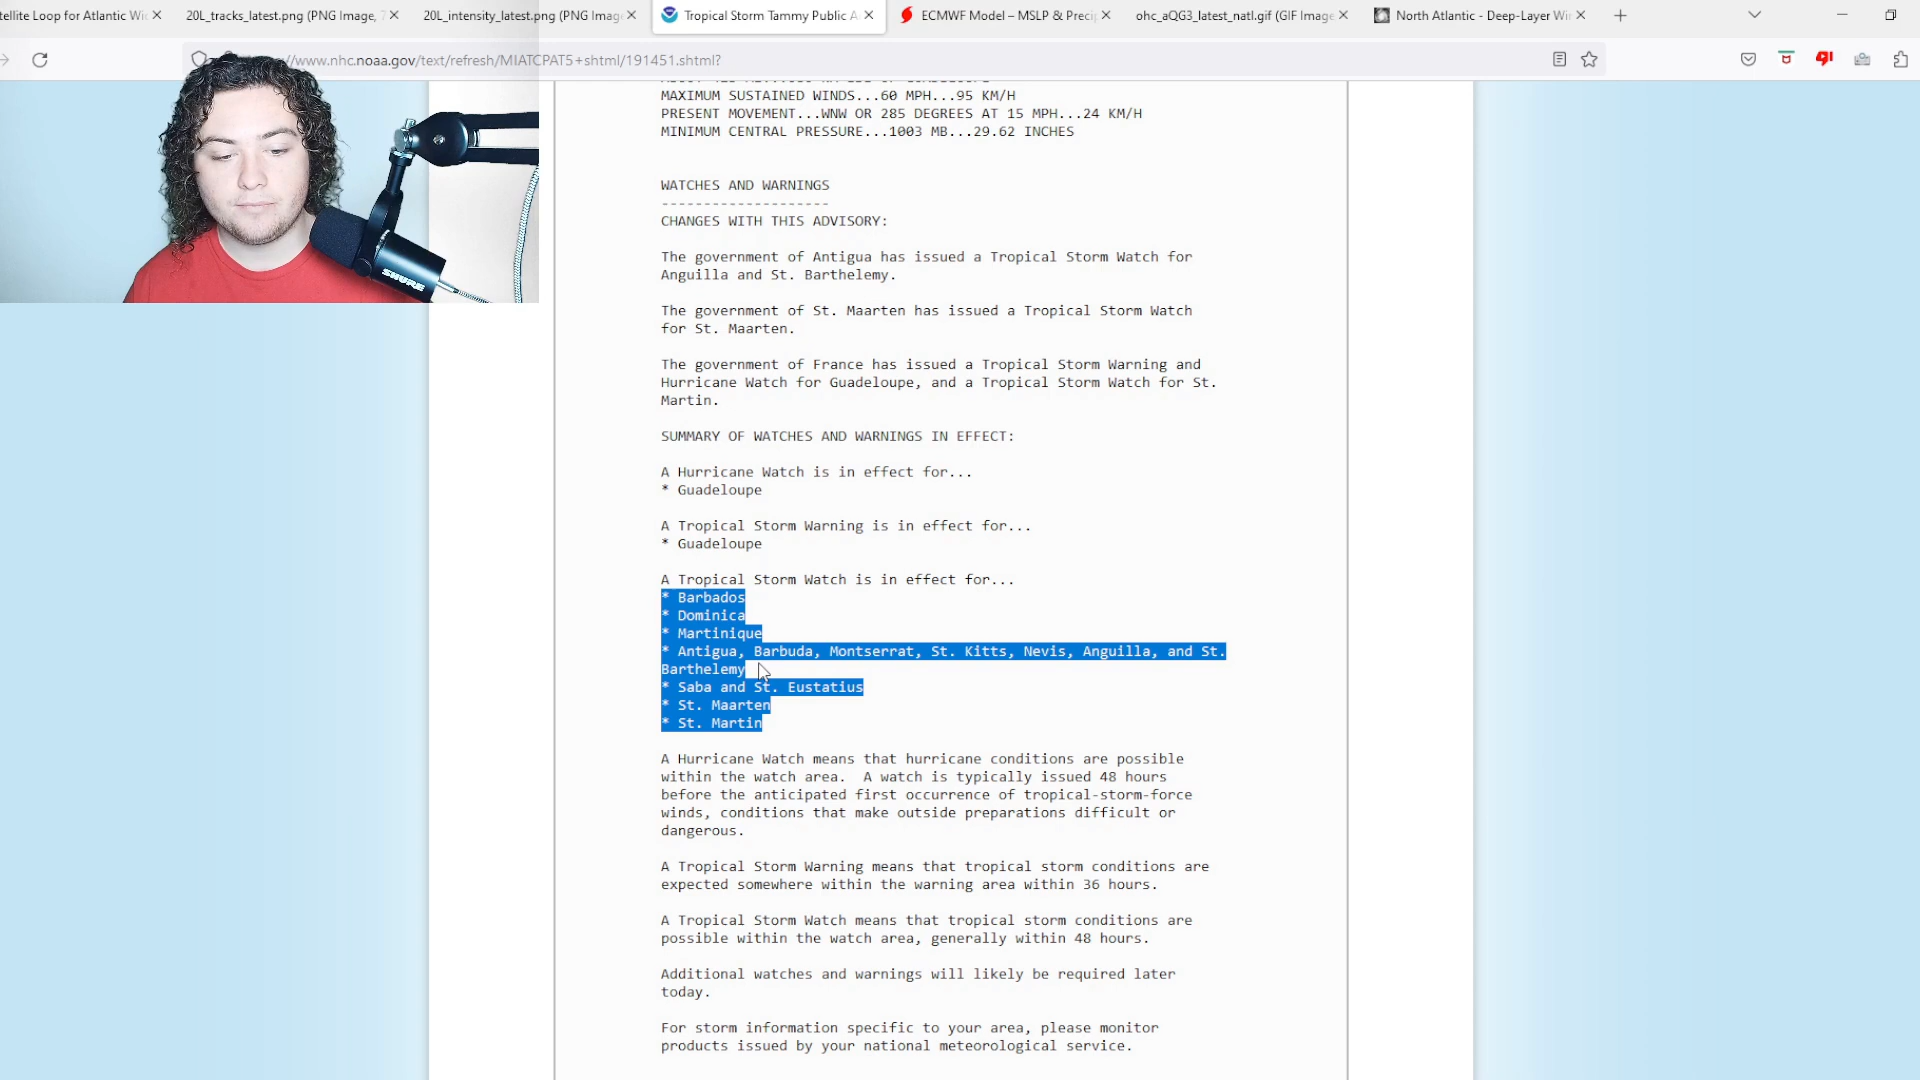 tellite Loop for Atlantic Wi
20L_tracks_latest.png (PNG Image, 7
20L_intensity_latest.png (PNG Imag
Tropical Storm Tammy Public A
ECMWF Model – MSLP & Preci
ohc_aQG3_latest_natl.gif (GIF Image
North Atlantic - Deep-Layer Wi
/www.nhc.noaa.gov/text/refresh/MIATCPAT5+shtml/191451.shtml?
MAXIMUM SUSTAINED WINDS...60 MPH...95 KM/H
PRESENT MOVEMENT...WNW OR 285 DEGREES AT 15 MPH...24 KM/H
MINIMUM CENTRAL PRESSURE...1003 MB...29.62 INCHES
WATCHES AND WARNINGS
--------------------
CHANGES WITH THIS ADVISORY:
The government of Antigua has issued a Tropical Storm Watch for
Anguilla and St. Barthelemy.
The government of St. Maarten has issued a Tropical Storm Watch
for St. Maarten.
The government of France has issued a Tropical Storm Warning and
Hurricane Watch for Guadeloupe, and a Tropical Storm Watch for St.
Martin.
SUMMARY OF WATCHES AND WARNINGS IN EFFECT:
A Hurricane Watch is in effect for...
* Guadeloupe
A Tropical Storm Warning is in effect for...
* Guadeloupe
A Tropical Storm Watch is in effect for...
* Barbados
* Dominica
* Martinique
* Antigua, Barbuda, Montserrat, St. Kitts, Nevis, Anguilla, and St.
Barthelemy
* Saba and St. Eustatius
* St. Maarten
* St. Martin
A Hurricane Watch means that hurricane conditions are possible
within the watch area.  A watch is typically issued 48 hours
before the anticipated first occurrence of tropical-storm-force
winds, conditions that make outside preparations difficult or
dangerous.
A Tropical Storm Warning means that tropical storm conditions are
expected somewhere within the warning area within 36 hours.
A Tropical Storm Watch means that tropical storm conditions are
possible within the watch area, generally within 48 hours.
Additional watches and warnings will likely be required later
today.
For storm information specific to your area, please monitor
products issued by your national meteorological service.
SHURE